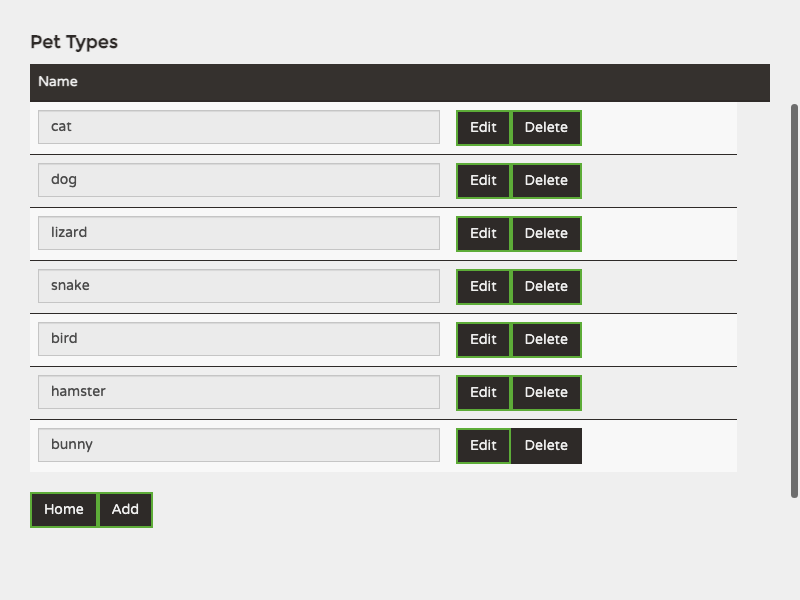 Pet Types
Name
cat Edit Delete
dog Edit Delete
lizard Edit Delete
snake Edit Delete
bird Edit Delete
hamster Edit Delete
bunny Edit Delete
Home Add